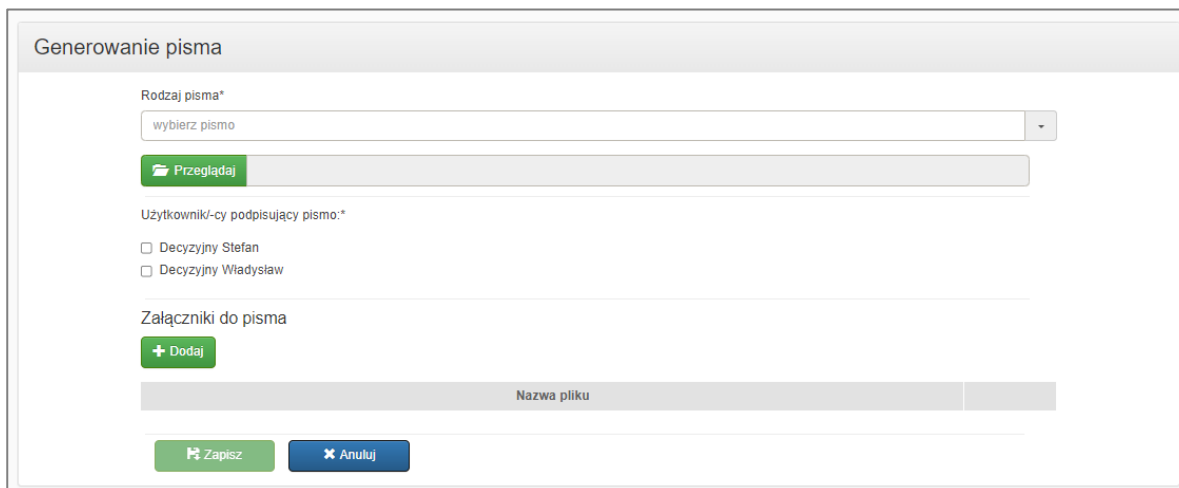 Generowanie pisma
Rodzaj pisma*
wybierz pismo
Przeglądaj
Użytkownik/-cy podpisujący pismo:*
Decyzyjny Stefan
Decyzyjny Władysław
Załączniki do pisma
Dodaj
Nazwa pliku
Zapisz Anuluj